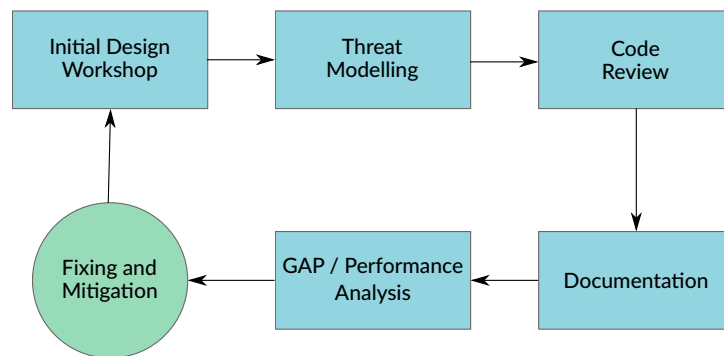 Initial Design
Workshop
Threat
Modelling
Code
Review
Fixing and
Mitigation
GAP / Performance
Analysis
Documentation